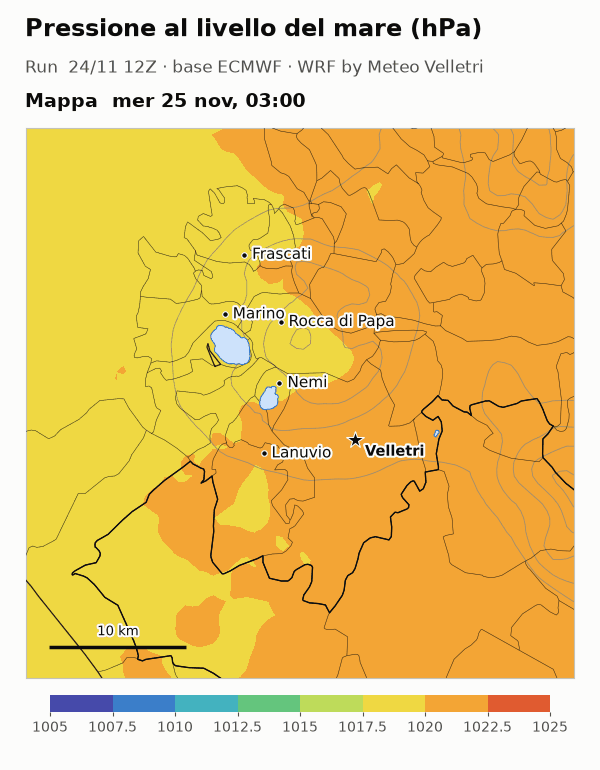 Pressione al livello del mare (hPa)
Run  24/11 12Z · base ECMWF · WRF by Meteo Velletri
Mappa  mer 25 nov, 03:00
Frascati
Marino
Rocca di Papa
Nemi
Velletri
Lanuvio
10 km
1005 1007.5 1010 1012.5 1015 1017.5 1020 1022.5 1025